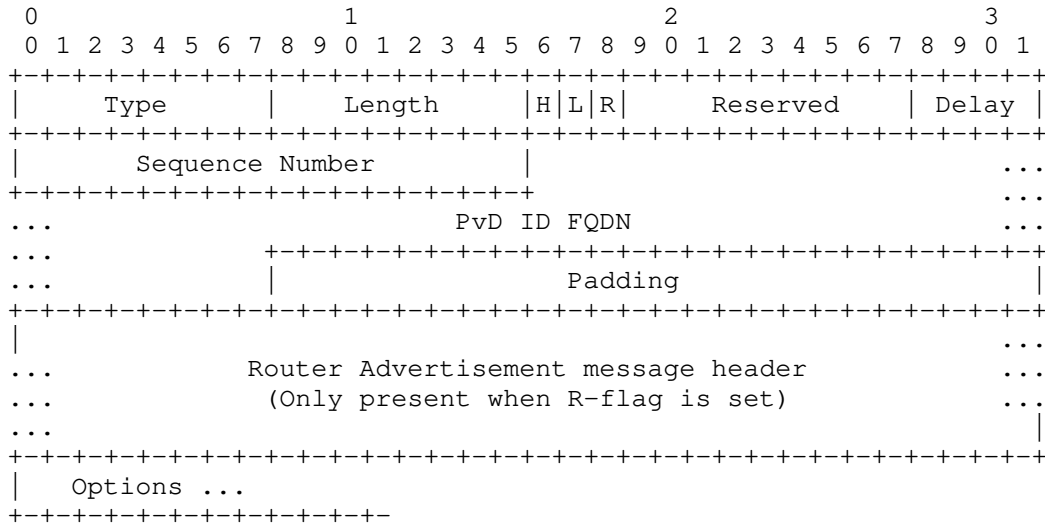 0                   1                   2                   3
 0 1 2 3 4 5 6 7 8 9 0 1 2 3 4 5 6 7 8 9 0 1 2 3 4 5 6 7 8 9 0 1
+-+-+-+-+-+-+-+-+-+-+-+-+-+-+-+-+-+-+-+-+-+-+-+-+-+-+-+-+-+-+-+-+
|     Type      |    Length     |H|L|R|     Reserved    | Delay |
+-+-+-+-+-+-+-+-+-+-+-+-+-+-+-+-+-+-+-+-+-+-+-+-+-+-+-+-+-+-+-+-+
|       Sequence Number         |                             ...
+-+-+-+-+-+-+-+-+-+-+-+-+-+-+-+-+                             ...
...                         PvD ID FQDN                       ...
...             +-+-+-+-+-+-+-+-+-+-+-+-+-+-+-+-+-+-+-+-+-+-+-+-+
...             |                  Padding                      |
+-+-+-+-+-+-+-+-+-+-+-+-+-+-+-+-+-+-+-+-+-+-+-+-+-+-+-+-+-+-+-+-+
|                                                             ...
...            Router Advertisement message header            ...
...             (Only present when R-flag is set)             ...
...                                                             |
+-+-+-+-+-+-+-+-+-+-+-+-+-+-+-+-+-+-+-+-+-+-+-+-+-+-+-+-+-+-+-+-+
|   Options ...
+-+-+-+-+-+-+-+-+-+-+-+-